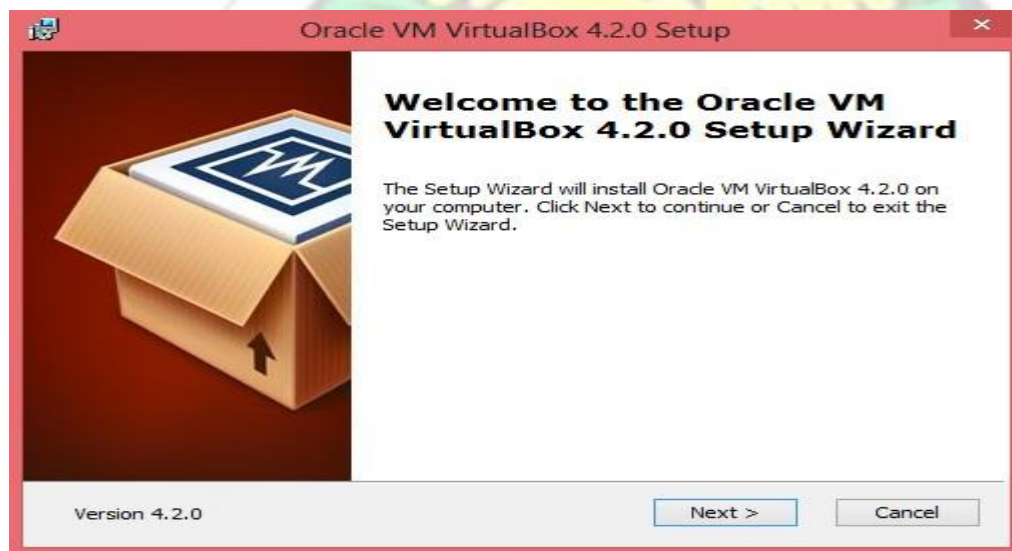 Oracle VM VirtualBox 4.2.0 Setup
Welcome to the Oracle VM
VirtualBox 4.2.0 Setup Wizard
The Setup Wizard will install Oracle VM VirtualBox 4.2.0 on
your computer. Click Next to continue or Cancel to exit the
Setup Wizard.
Version 4.2.0
Next >
Cancel